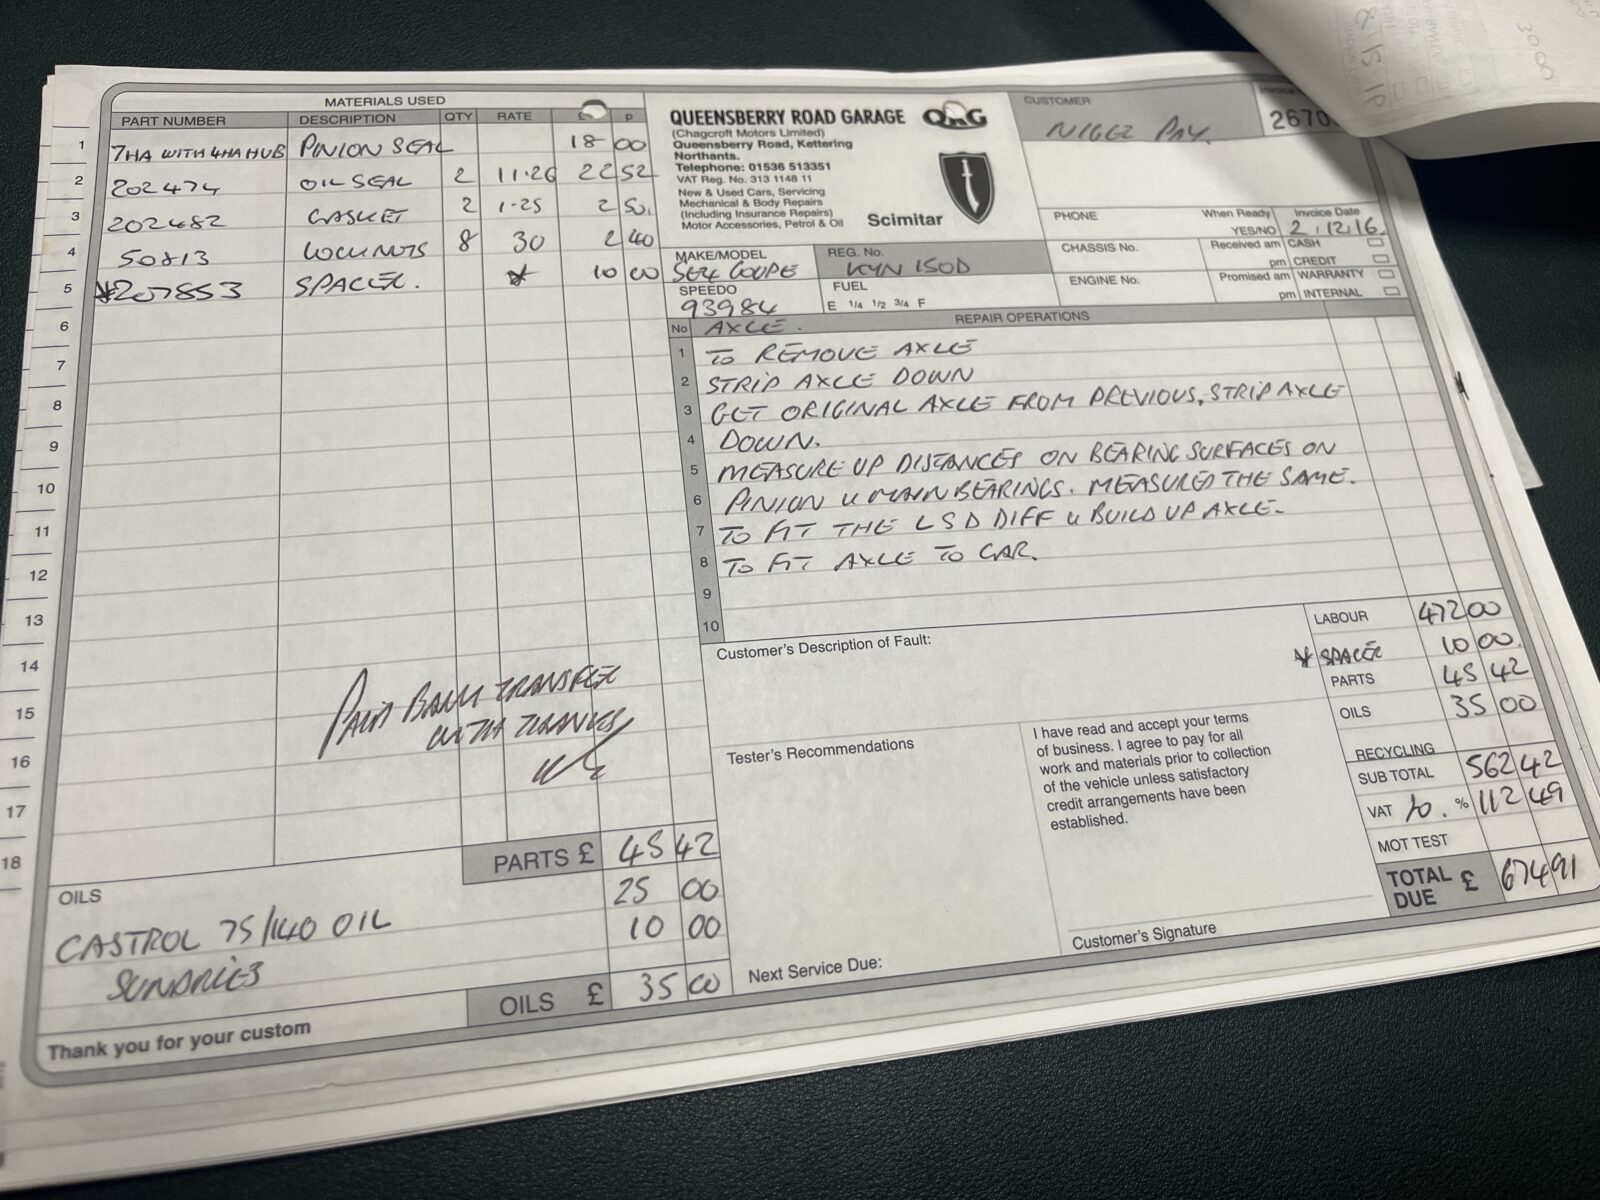 MATERIALS USED
PART NUMBER DESCRIPTION QTY RATE £ P
1 7HA WITH 4HA HUB PINION SEAL 18 00
2 202474 OIL SEAL 2 11·26 22 52
3 202482 GASKET 2 1·25 2 50
4 50813 LOCKNUTS 8 30 2 40
5 *207853 SPACER. * 10 00
6
7
8
9
10
11
12
13
14
15
16
17
18
PAID BANK TRANSFER
WITH THANKS
PARTS £ 45 42
OILS 25 00
CASTROL 75/140 OIL 10 00
SUNDRIES
OILS £ 35 00
Thank you for your custom
QUEENSBERRY ROAD GARAGE QRG
(Chagcroft Motors Limited)
Queensberry Road, Kettering
Northants.
Telephone: 01536 513351
VAT Reg. No. 313 1148 11
New & Used Cars, Servicing
Mechanical & Body Repairs
(Including Insurance Repairs)
Motor Accessories, Petrol & Oil
Scimitar
CUSTOMER
2670
PHONE
When Ready
YES/NO
Invoice Date
2.12.16.
MAKE/MODEL
SE4 COUPE
REG. No.
KYN 150D
CHASSIS No.
Received am
pm
CASH
CREDIT
SPEEDO
93984
FUEL
E 1/4 1/2 3/4 F
ENGINE No.
Promised am
pm
WARRANTY
INTERNAL
No AXLE. REPAIR OPERATIONS
1 TO REMOVE AXLE
2 STRIP AXLE DOWN
3 GET ORIGINAL AXLE FROM PREVIOUS, STRIP AXLE
4 DOWN.
5 MEASURE UP DISTANCES ON BEARING SURFACES ON
6 PINION & MAIN BEARINGS. MEASURED THE SAME.
7 TO FIT THE LSD DIFF & BUILD UP AXLE.
8 TO FIT AXLE TO CAR.
9
10
Customer's Description of Fault:
Tester's Recommendations
I have read and accept your terms
of business. I agree to pay for all
work and materials prior to collection
of the vehicle unless satisfactory
credit arrangements have been
established.
Next Service Due:
Customer's Signature
LABOUR 472 00
* SPACER 10 00
PARTS 45 42
OILS 35 00
RECYCLING
SUB TOTAL 562 42
VAT 20. % 112 49
MOT TEST
TOTAL DUE £ 674 91
3000